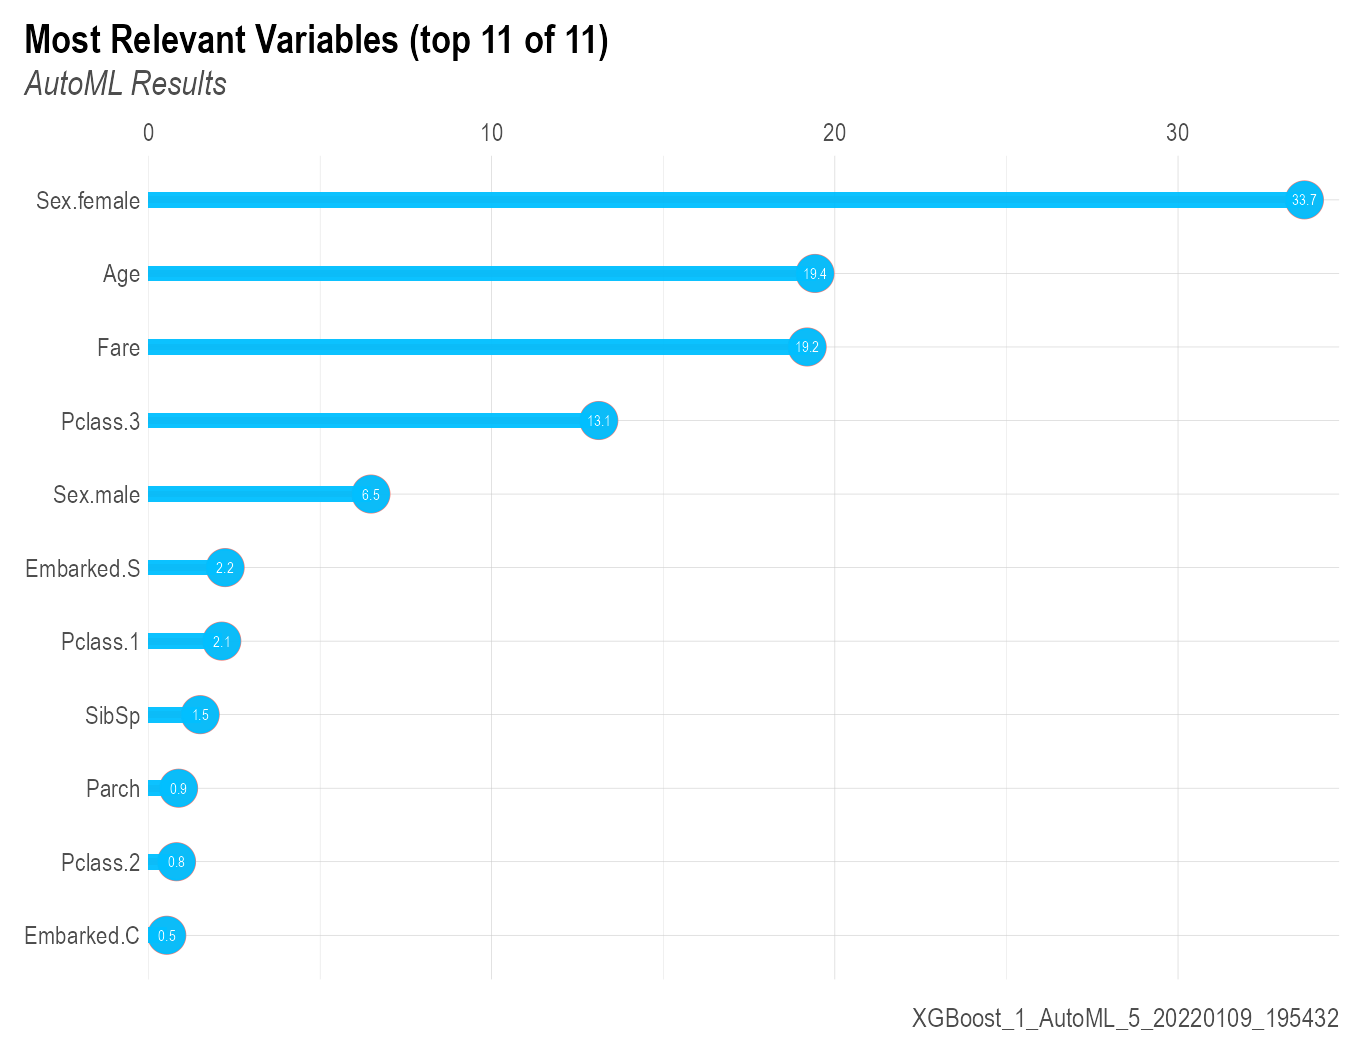 Most Relevant Variables (top 11 of 11)
AutoML Results
0 10 20 30
Sex.female 33.7
Age 19.4
Fare 19.2
Pclass.3 13.1
Sex.male 6.5
Embarked.S 2.2
Pclass.1 2.1
SibSp 1.5
Parch 0.9
Pclass.2 0.8
Embarked.C 0.5
XGBoost_1_AutoML_5_20220109_195432